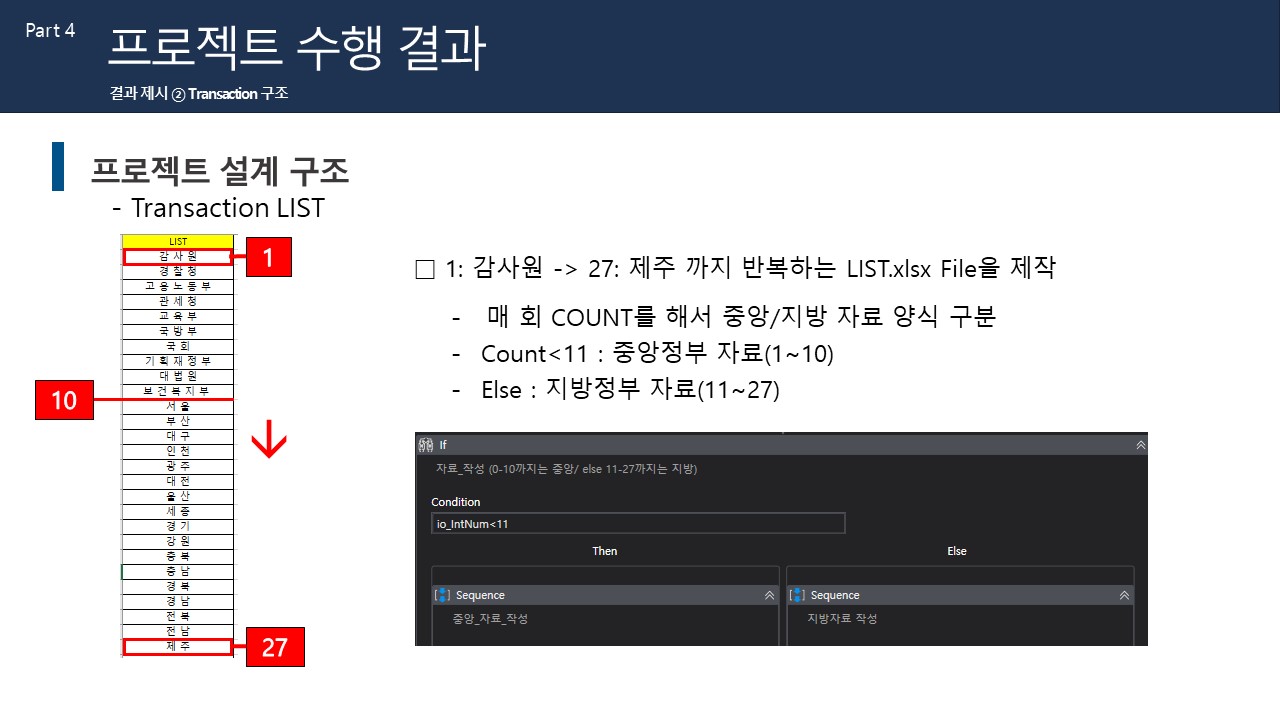 Part 4
프로젝트 수행 결과
결과 제시 ② Transaction 구조
프로젝트 설계 구조
- Transaction LIST
LIST
감사원
경찰청
고용노동부
관세청
교육부
국방부
국회
기획재정부
대법원
보건복지부
서울
부산
대구
인천
광주
대전
울산
세종
경기
강원
충북
충남
경북
경남
전북
전남
제주
1
10
27
□ 1: 감사원 -> 27: 제주 까지 반복하는 LIST.xlsx File을 제작
- 매 회 COUNT를 해서 중앙/지방 자료 양식 구분
- Count<11 : 중앙정부 자료(1~10)
- Else : 지방정부 자료(11~27)
If
자료_작성 (0-10까지는 중앙/ else 11-27까지는 지방)
Condition
io_IntNum<11
Then
Else
Sequence
중앙_자료_작성
Sequence
지방자료 작성